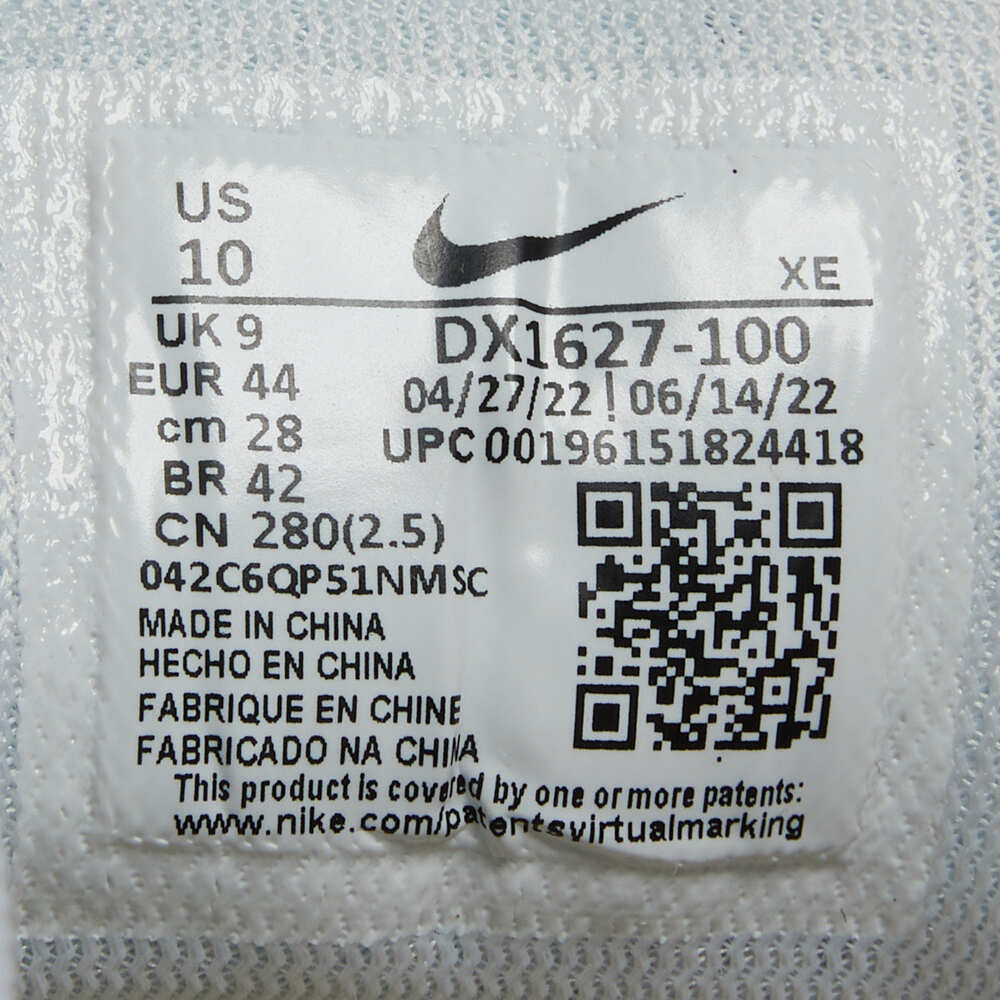 US
10
XE
UK 9
EUR 44
cm 28
BR 42
CN 280(2.5)
DX1627-100
04/27/22 | 06/14/22
UPC 00196151824418
042C6QP51NMSC
MADE IN CHINA
HECHO EN CHINA
FABRIQUE EN CHINE
FABRICADO NA CHINA
This product is covered by one or more patents:
www.nike.com/patentsvirtualmarking